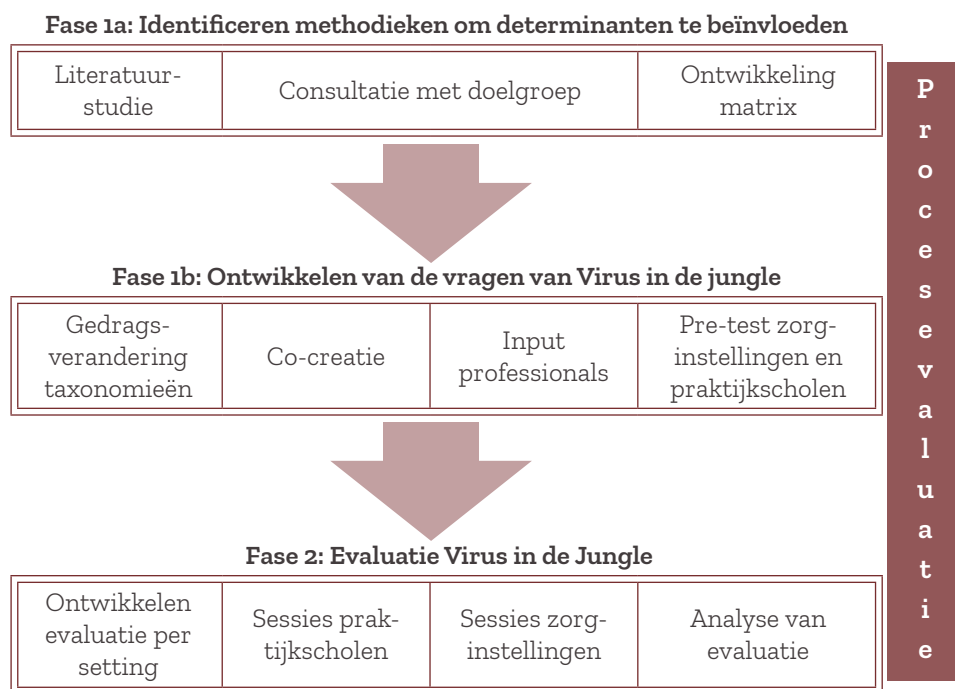 Fase 1a: Identificeren methodieken om determinanten te beïnvloeden
Literatuur-
studie
Consultatie met doelgroep
Ontwikkeling
matrix
Fase 1b: Ontwikkelen van de vragen van Virus in de jungle
Gedrags-
verandering
taxonomieën
Co-creatie
Input
professionals
Pre-test zorg-
instellingen en
praktijkscholen
Fase 2: Evaluatie Virus in de Jungle
Ontwikkelen
evaluatie per
setting
Sessies prak-
tijkscholen
Sessies zorg-
instellingen
Analyse van
evaluatie
P
r
o
c
e
s
e
v
a
l
u
a
t
i
e